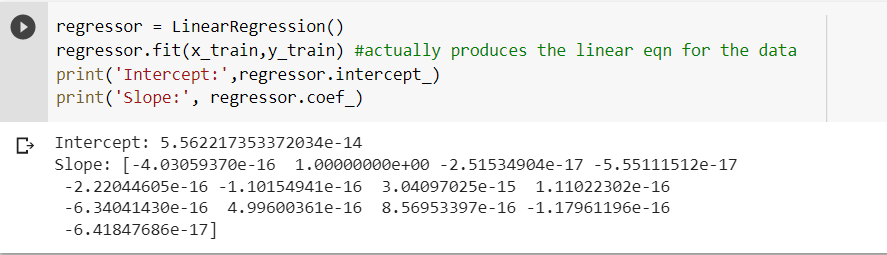 regressor = LinearRegression()
regressor.fit(x_train,y_train) #actually produces the linear eqn for the data
print('Intercept:',regressor.intercept_)
print('Slope:', regressor.coef_)
Intercept: 5.562217353372034e-14
Slope: [-4.03059370e-16  1.00000000e+00 -2.51534904e-17 -5.55111512e-17
 -2.22044605e-16 -1.10154941e-16  3.04097025e-15  1.11022302e-16
 -6.34041430e-16  4.99600361e-16  8.56953397e-16 -1.17961196e-16
 -6.41847686e-17]